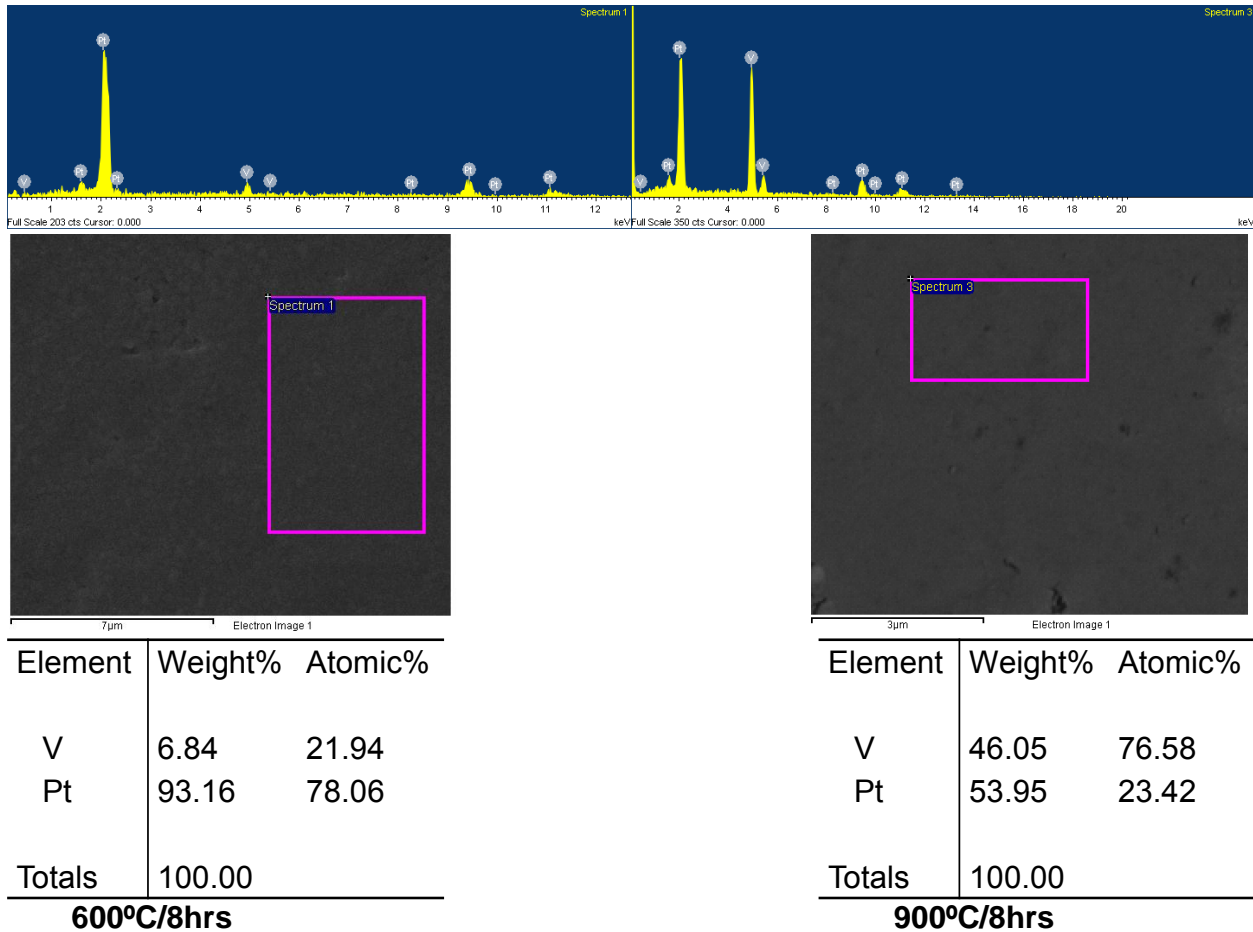 Spectrum 1
Pt
V Pt Pt V V Pt Pt Pt Pt
1 2 3 4 5 6 7 8 9 10 11 12
Full Scale 203 cts Cursor: 0.000 keV
Spectrum 3
Pt V
V Pt V Pt Pt Pt Pt Pt
2 4 6 8 10 12 14 16 18 20
Full Scale 350 cts Cursor: 0.000 keV
Spectrum 1
7µm Electron Image 1
Spectrum 3
3µm Electron Image 1
Element Weight% Atomic%
V 6.84 21.94
Pt 93.16 78.06
Totals 100.00
600ºC/8hrs
Element Weight% Atomic%
V 46.05 76.58
Pt 53.95 23.42
Totals 100.00
900ºC/8hrs